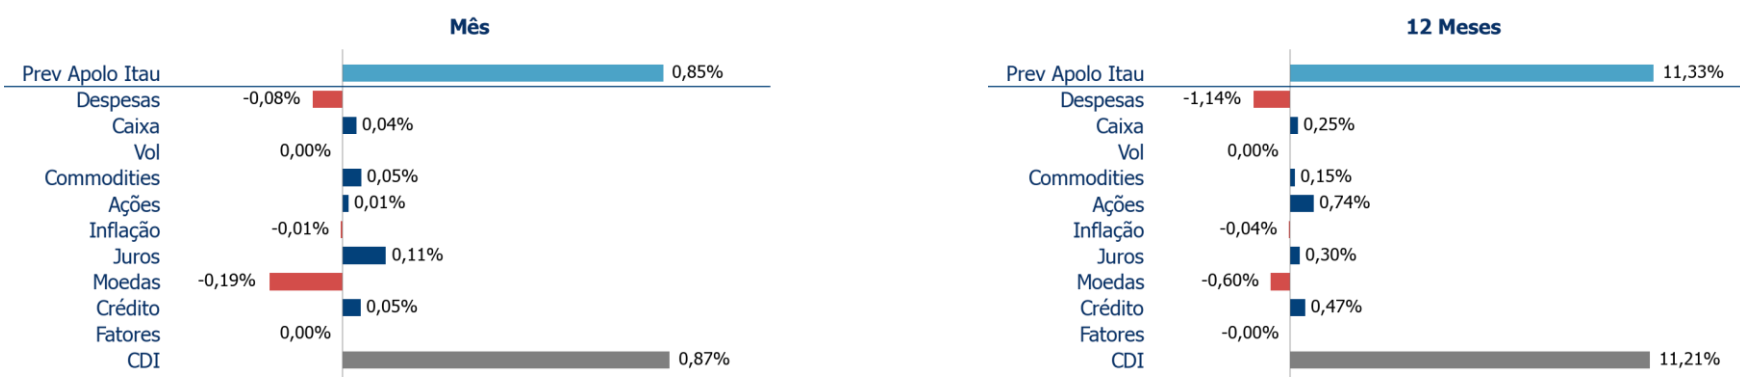 Mês
Prev Apolo Itau 0,85%
Despesas -0,08%
Caixa 0,04%
Vol 0,00%
Commodities 0,05%
Ações 0,01%
Inflação -0,01%
Juros 0,11%
Moedas -0,19%
Crédito 0,05%
Fatores 0,00%
CDI 0,87%
12 Meses
Prev Apolo Itau 11,33%
Despesas -1,14%
Caixa 0,25%
Vol 0,00%
Commodities 0,15%
Ações 0,74%
Inflação -0,04%
Juros 0,30%
Moedas -0,60%
Crédito 0,47%
Fatores -0,00%
CDI 11,21%